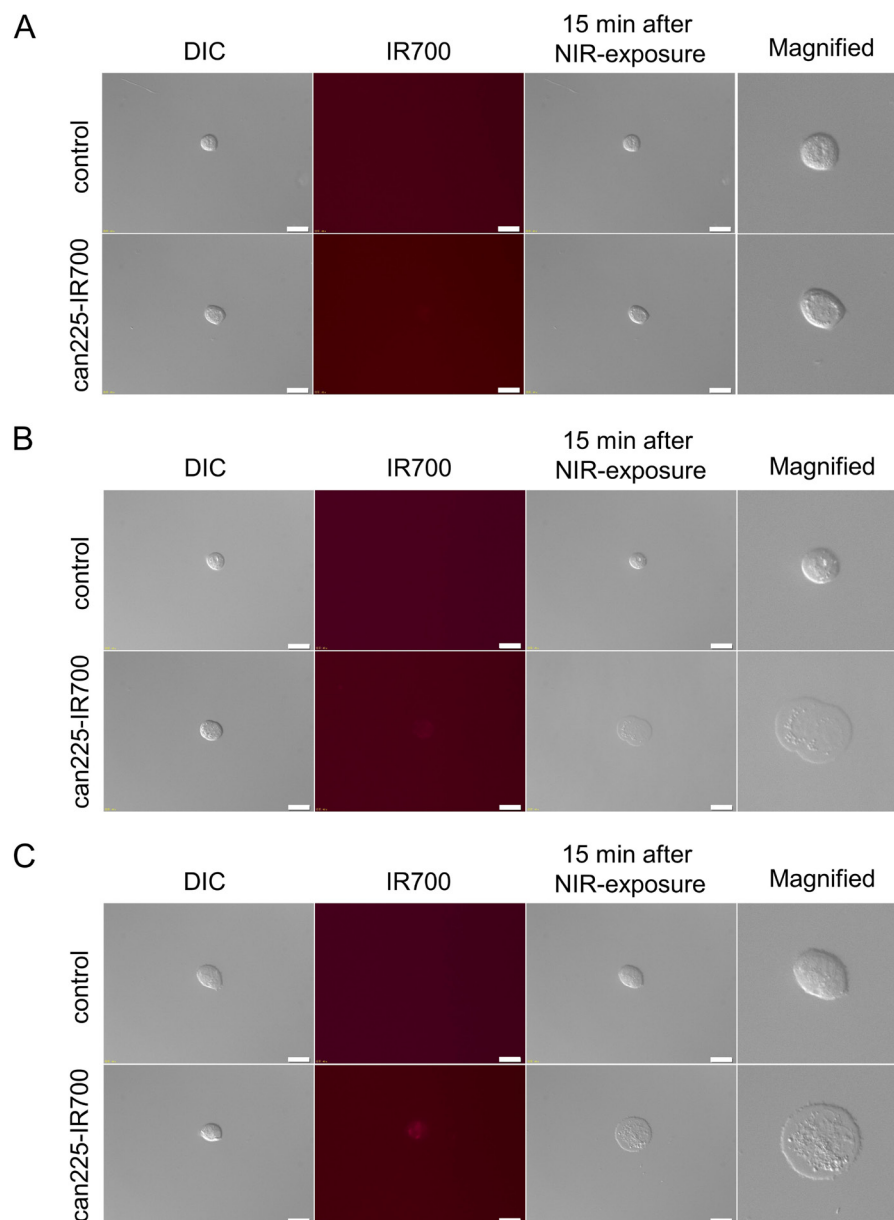 A
DIC
IR700
15 min after
NIR-exposure
Magnified
control
can225-IR700
B
DIC
IR700
15 min after
NIR-exposure
Magnified
control
can225-IR700
C
DIC
IR700
15 min after
NIR-exposure
Magnified
control
can225-IR700